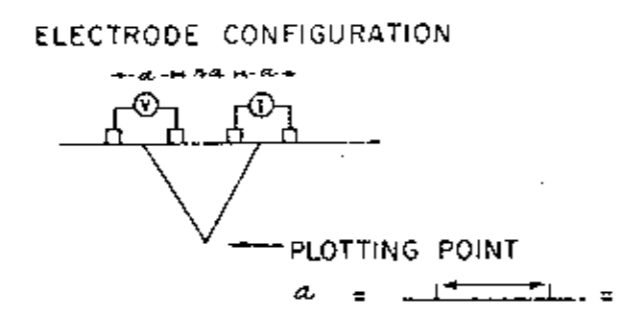 ELECTRODE CONFIGURATION
a na a
V I
PLOTTING POINT
a = =